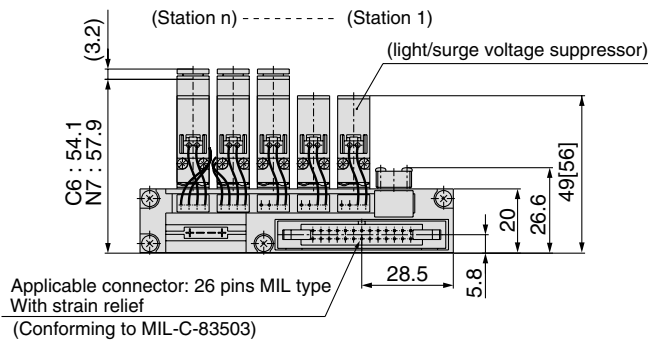 (Station n) - - - - - - - - - (Station 1)
(light/surge voltage suppressor)
(3.2)
C6 : 54.1
N7 : 57.9
49[56]
26.6
20
5.8
28.5
Applicable connector: 26 pins MIL type
With strain relief
(Conforming to MIL-C-83503)